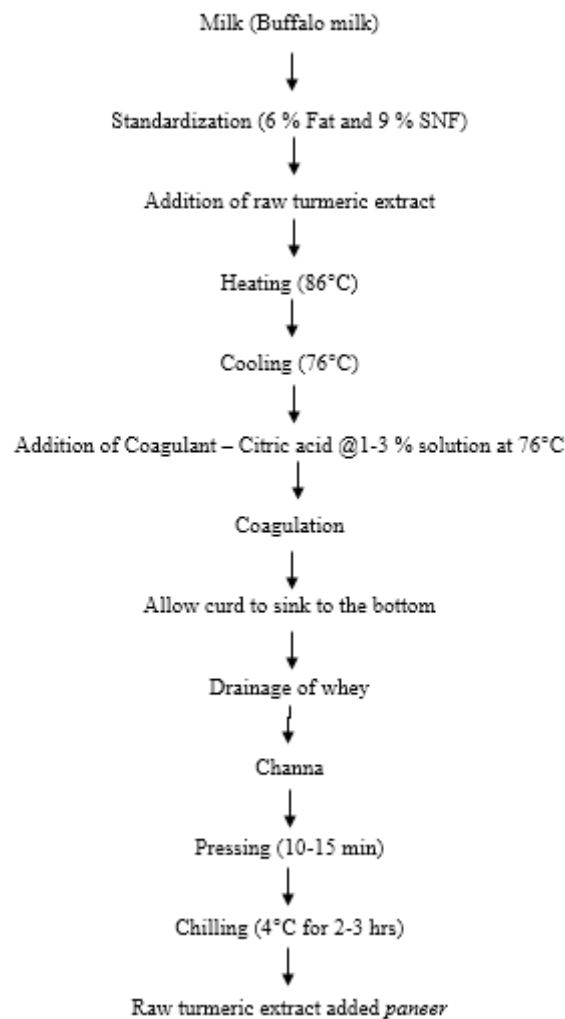 Milk (Buffalo milk)
Standardization (6 % Fat and 9 % SNF)
Addition of raw turmeric extract
Heating (86°C)
Cooling (76°C)
Addition of Coagulant – Citric acid @1-3 % solution at 76°C
Coagulation
Allow curd to sink to the bottom
Drainage of whey
Channa
Pressing (10-15 min)
Chilling (4°C for 2-3 hrs)
Raw turmeric extract added paneer